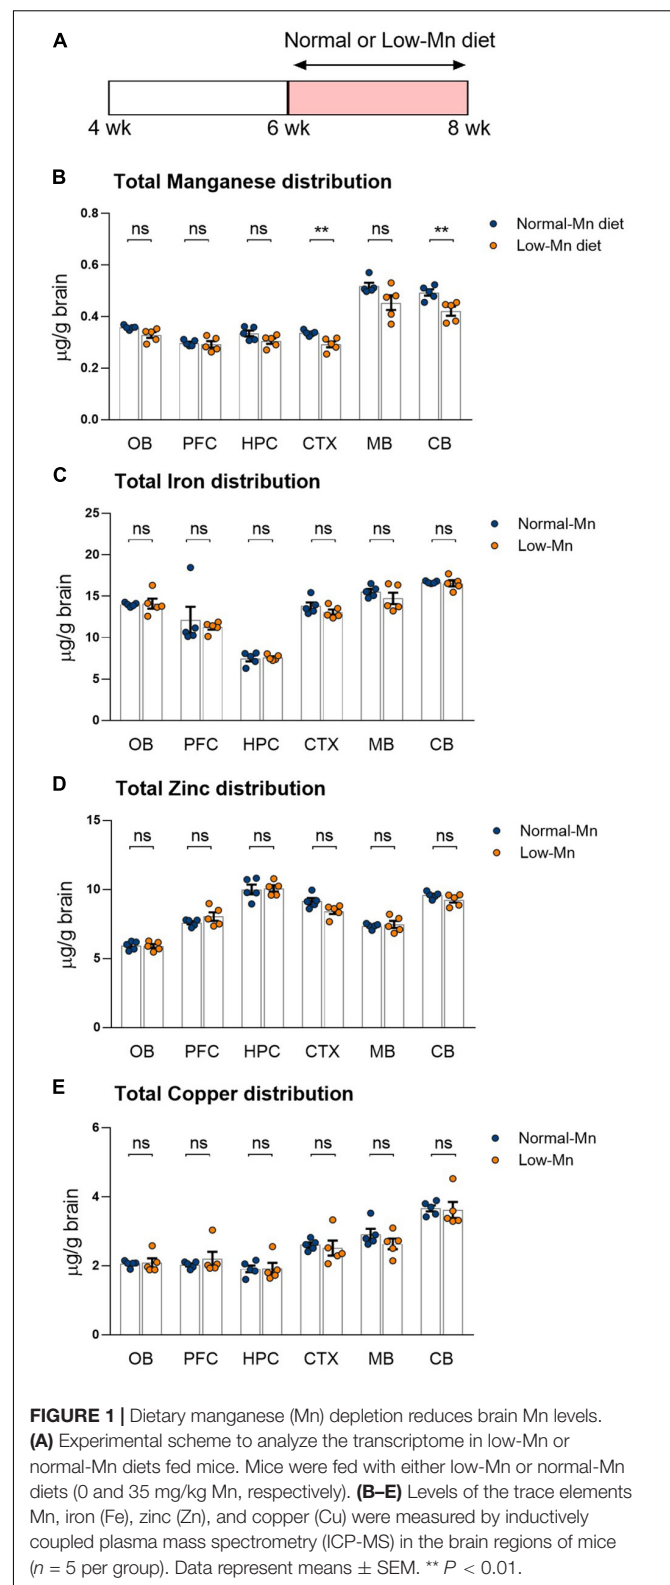 A
Normal or Low-Mn diet
4 wk 6 wk 8 wk
B Total Manganese distribution
0.8
0.6
0.4
0.2
0.0
µg/g brain
ns ns ns ** ns **
Normal-Mn diet
Low-Mn diet
OB PFC HPC CTX MB CB
C Total Iron distribution
25
20
15
10
5
0
µg/g brain
ns ns ns ns ns ns
Normal-Mn
Low-Mn
OB PFC HPC CTX MB CB
D Total Zinc distribution
15
10
5
0
µg/g brain
ns ns ns ns ns ns
Normal-Mn
Low-Mn
OB PFC HPC CTX MB CB
E Total Copper distribution
6
4
2
0
µg/g brain
ns ns ns ns ns ns
Normal-Mn
Low-Mn
OB PFC HPC CTX MB CB
FIGURE 1 | Dietary manganese (Mn) depletion reduces brain Mn levels.
(A) Experimental scheme to analyze the transcriptome in low-Mn or
normal-Mn diets fed mice. Mice were fed with either low-Mn or normal-Mn
diets (0 and 35 mg/kg Mn, respectively). (B–E) Levels of the trace elements
Mn, iron (Fe), zinc (Zn), and copper (Cu) were measured by inductively
coupled plasma mass spectrometry (ICP-MS) in the brain regions of mice
(n = 5 per group). Data represent means ± SEM. ** P < 0.01.